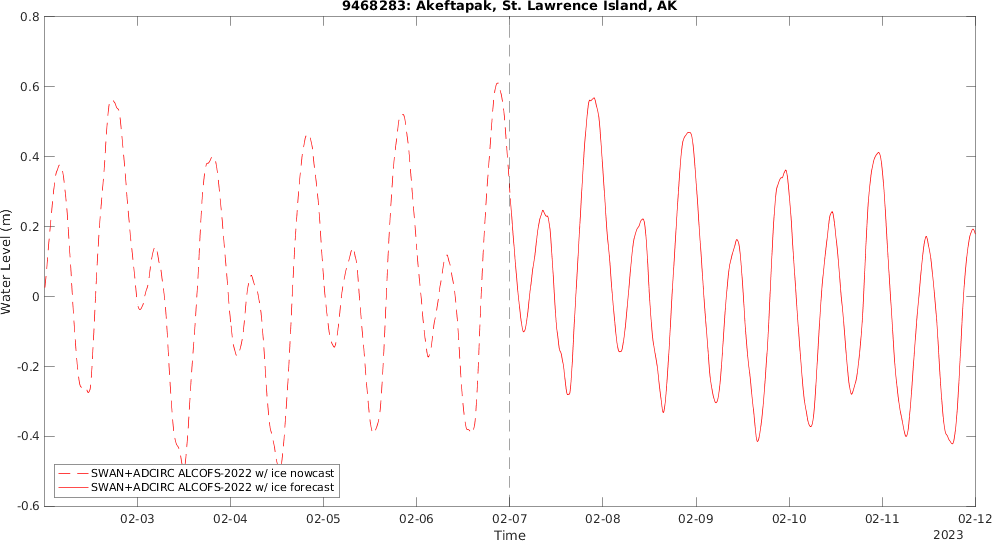 9468283: Akeftapak, St. Lawrence Island, AK
0.8
0.6
0.4
0.2
0
-0.2
-0.4
-0.6
Water Level (m)
SWAN+ADCIRC ALCOFS-2022 w/ ice nowcast
SWAN+ADCIRC ALCOFS-2022 w/ ice forecast
02-03 02-04 02-05 02-06 02-07 02-08 02-09 02-10 02-11 02-12
Time
2023